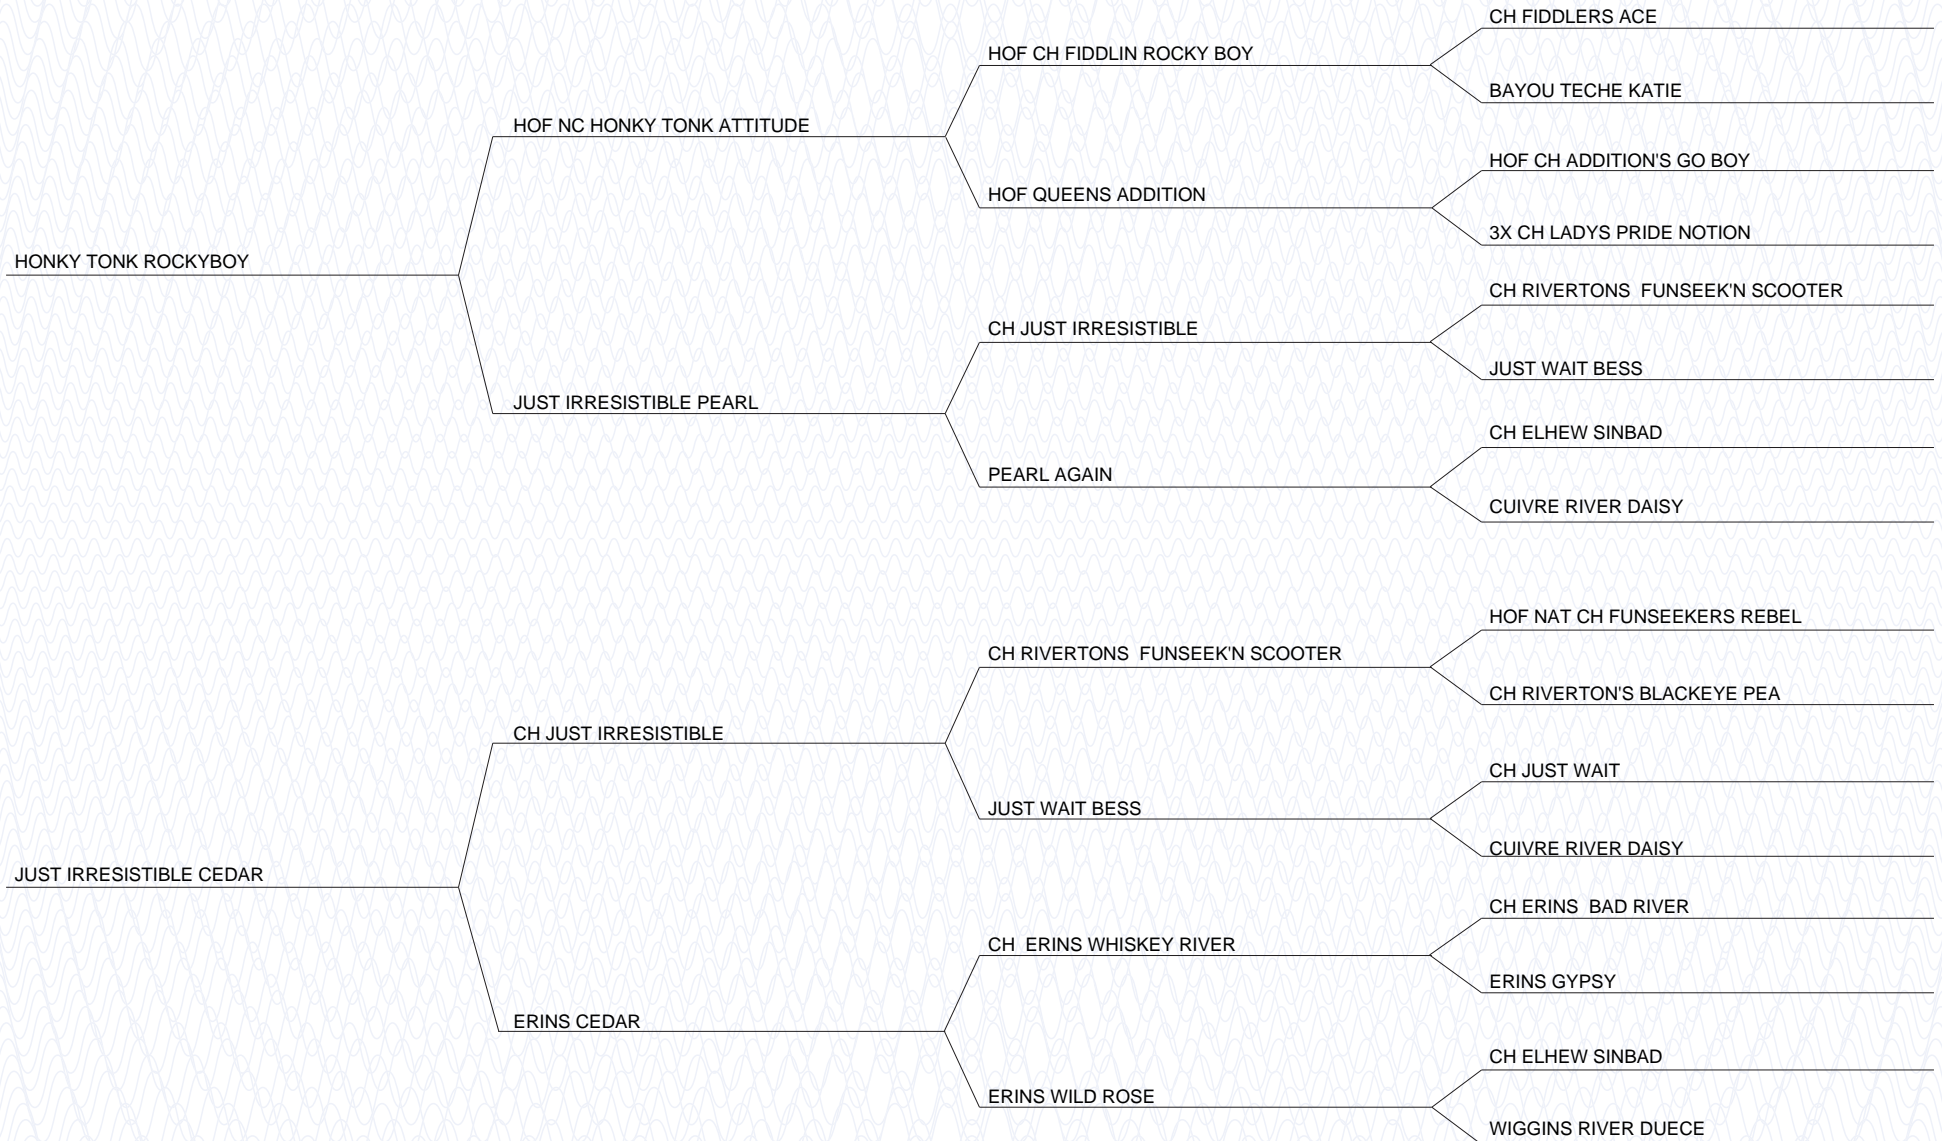 CH FIDDLERS ACE
HOF CH FIDDLIN ROCKY BOY
BAYOU TECHE KATIE
HOF NC HONKY TONK ATTITUDE
HOF CH ADDITION'S GO BOY
HOF QUEENS ADDITION
3X CH LADYS PRIDE NOTION
HONKY TONK ROCKYBOY
CH RIVERTONS  FUNSEEK'N SCOOTER
CH JUST IRRESISTIBLE
JUST WAIT BESS
JUST IRRESISTIBLE PEARL
CH ELHEW SINBAD
PEARL AGAIN
CUIVRE RIVER DAISY
HOF NAT CH FUNSEEKERS REBEL
CH RIVERTONS  FUNSEEK'N SCOOTER
CH RIVERTON'S BLACKEYE PEA
CH JUST IRRESISTIBLE
CH JUST WAIT
JUST WAIT BESS
CUIVRE RIVER DAISY
JUST IRRESISTIBLE CEDAR
CH ERINS  BAD RIVER
CH  ERINS WHISKEY RIVER
ERINS GYPSY
ERINS CEDAR
CH ELHEW SINBAD
ERINS WILD ROSE
WIGGINS RIVER DUECE